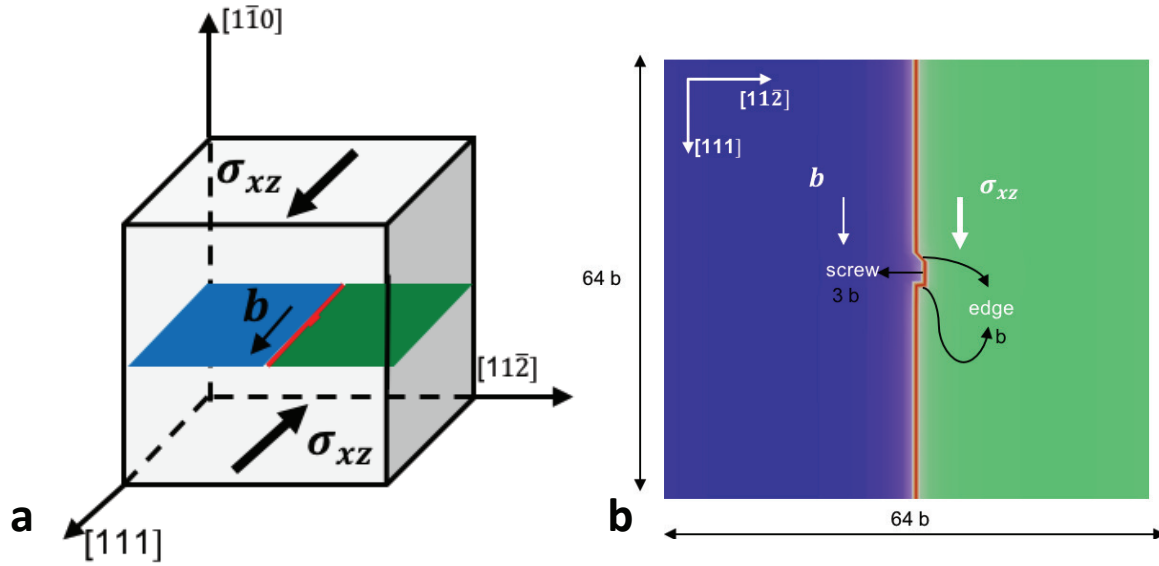 [11̅0]
σxz
b
[112̅]
σxz
[111]
a
[112̅]
[111]
b
σxz
screw
3 b
edge
b
64 b
64 b
b